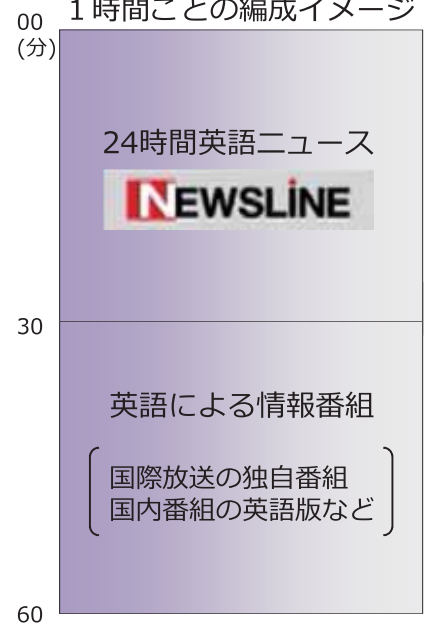 1時間ごとの編成イメージ
00
(分)
24時間英語ニュース
NEWSLiNE
30
英語による情報番組
国際放送の独自番組
国内番組の英語版など
60